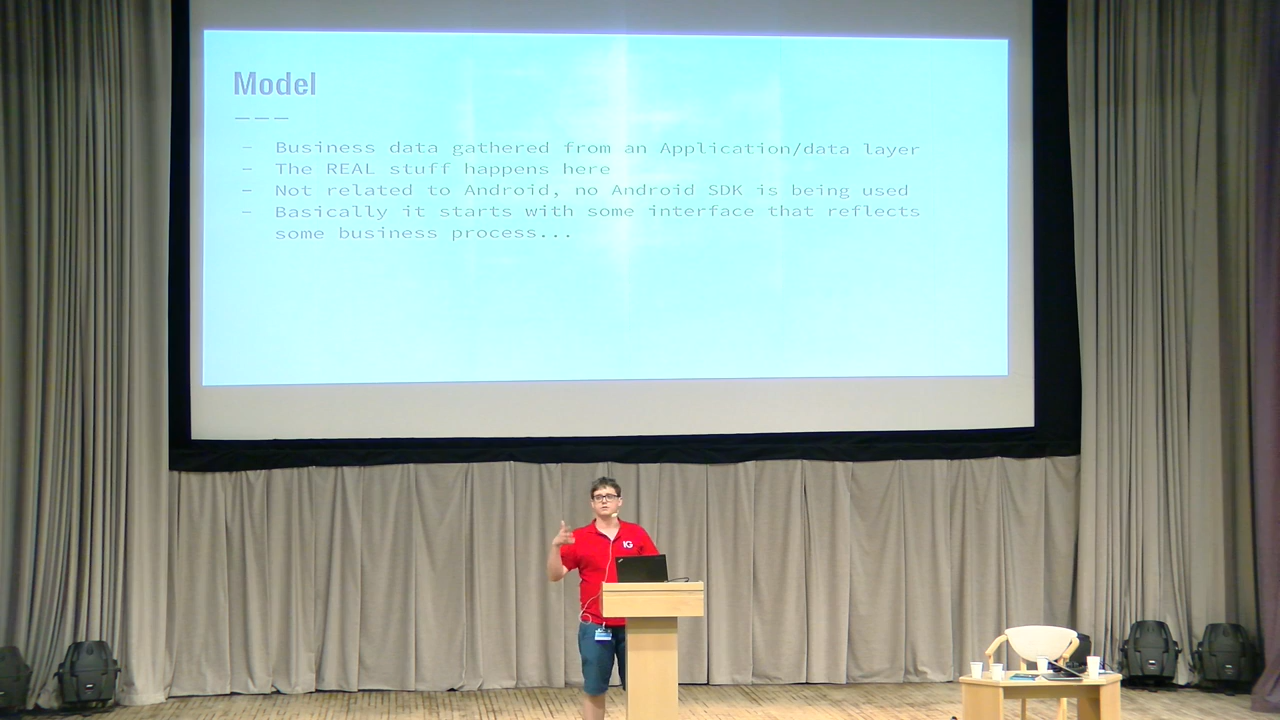 Model
- Business data gathered from an Application/data layer
- The REAL stuff happens here
- Not related to Android, no Android SDK is being used
- Basically it starts with some interface that reflects
some business process...
IG